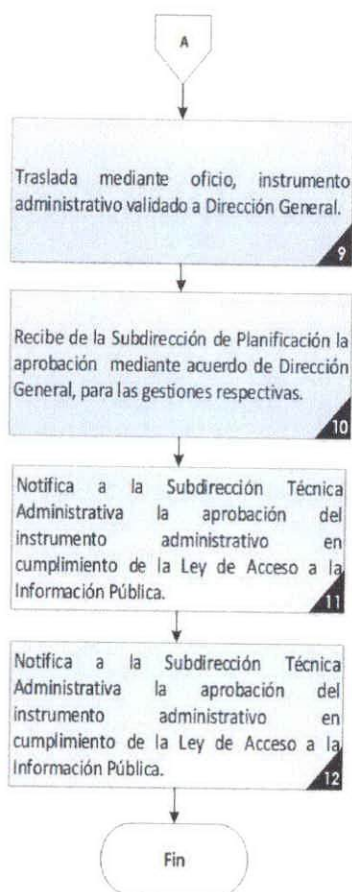 A
Traslada mediante oficio, instrumento
administrativo validado a Dirección General.
9
Recibe de la Subdirección de Planificación la
aprobación mediante acuerdo de Dirección
General, para las gestiones respectivas.
10
Notifica a la Subdirección Técnica
Administrativa la aprobación del
instrumento administrativo en
cumplimiento de la Ley de Acceso a la
Información Pública.
11
Notifica a la Subdirección Técnica
Administrativa la aprobación del
instrumento administrativo en
cumplimiento de la Ley de Acceso a la
Información Pública.
12
Fin